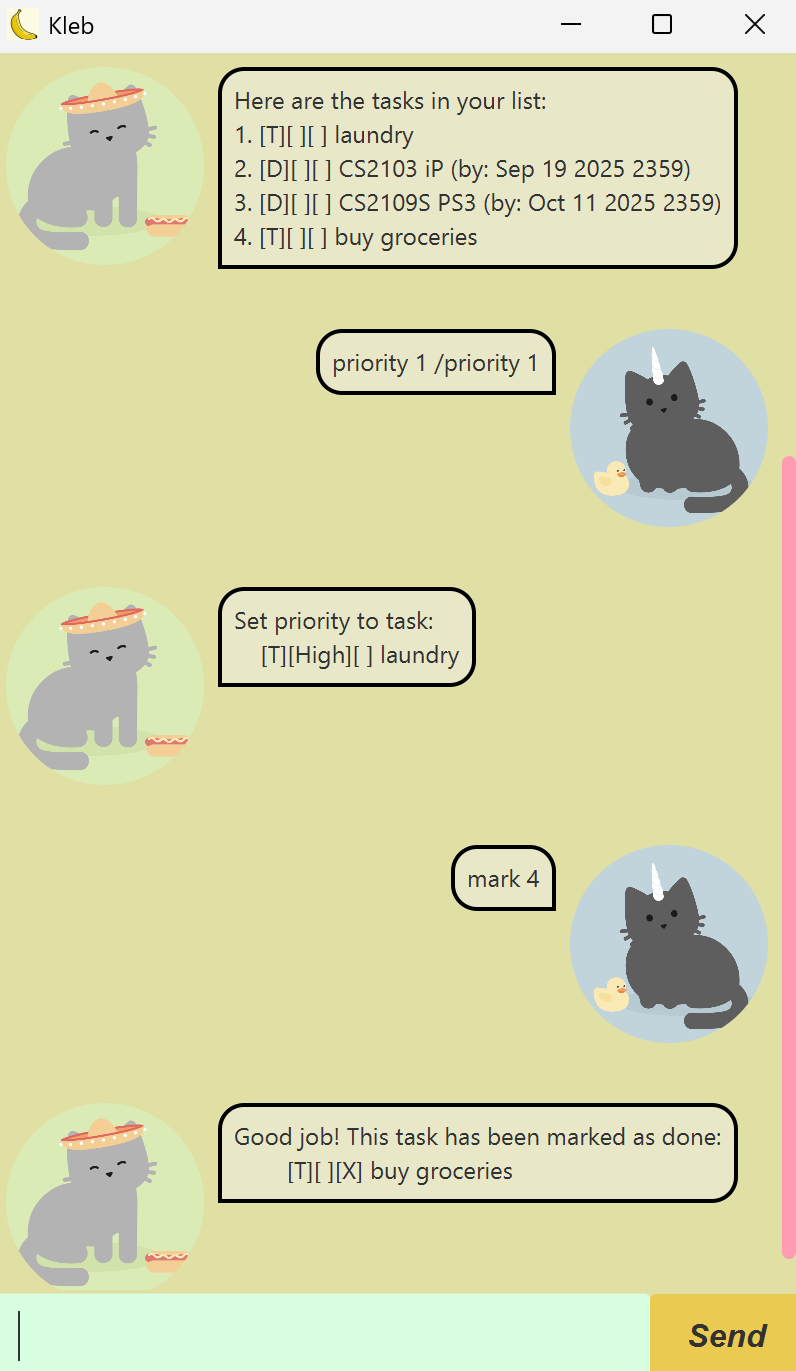 Kleb
Here are the tasks in your list:
1. [T][ ][ ] laundry
2. [D][ ][ ] CS2103 iP (by: Sep 19 2025 2359)
3. [D][ ][ ] CS2109S PS3 (by: Oct 11 2025 2359)
4. [T][ ][ ] buy groceries
priority 1 /priority 1
Set priority to task:
[T][High][ ] laundry
mark 4
Good job! This task has been marked as done:
[T][ ][X] buy groceries
Send